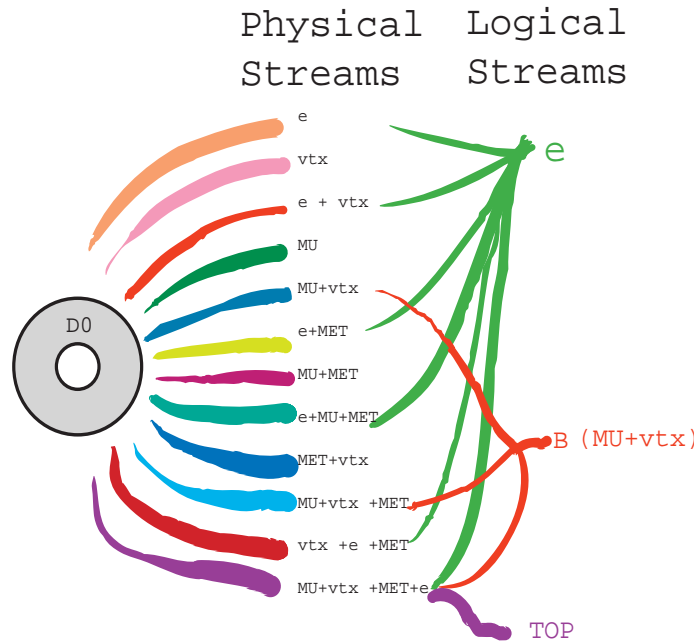 Physical Streams
Logical Streams
e
vtx
e + vtx
MU
MU+vtx
e+MET
MU+MET
e+MU+MET
MET+vtx
MU+vtx +MET
vtx +e +MET
MU+vtx +MET+e
D0
e
B (MU+vtx)
TOP